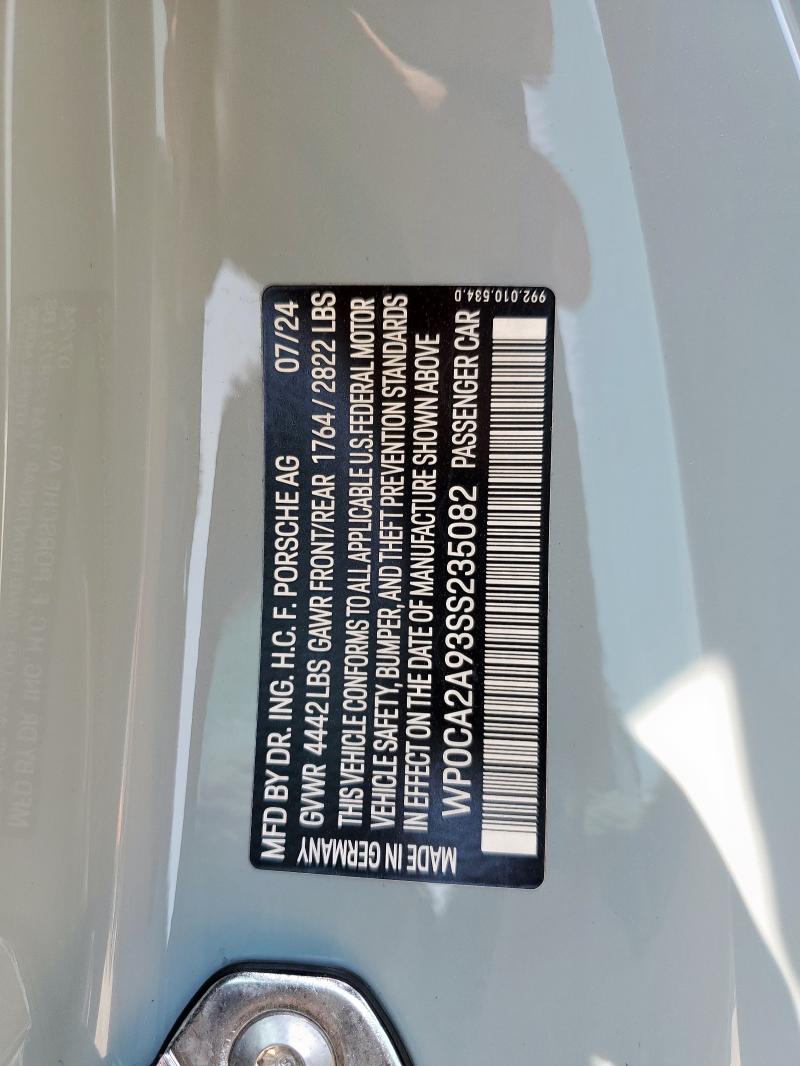 MFD BY DR. ING. H.C. F. PORSCHE AG 07/24
GVWR 4442 LBS GAWR FRONT/REAR 1764 / 2822 LBS
THIS VEHICLE CONFORMS TO ALL APPLICABLE U.S. FEDERAL MOTOR
VEHICLE SAFETY, BUMPER, AND THEFT PREVENTION STANDARDS
IN EFFECT ON THE DATE OF MANUFACTURE SHOWN ABOVE
WP0CA2A93SS235082 PASSENGER CAR
MADE IN GERMANY
992.010.534.D